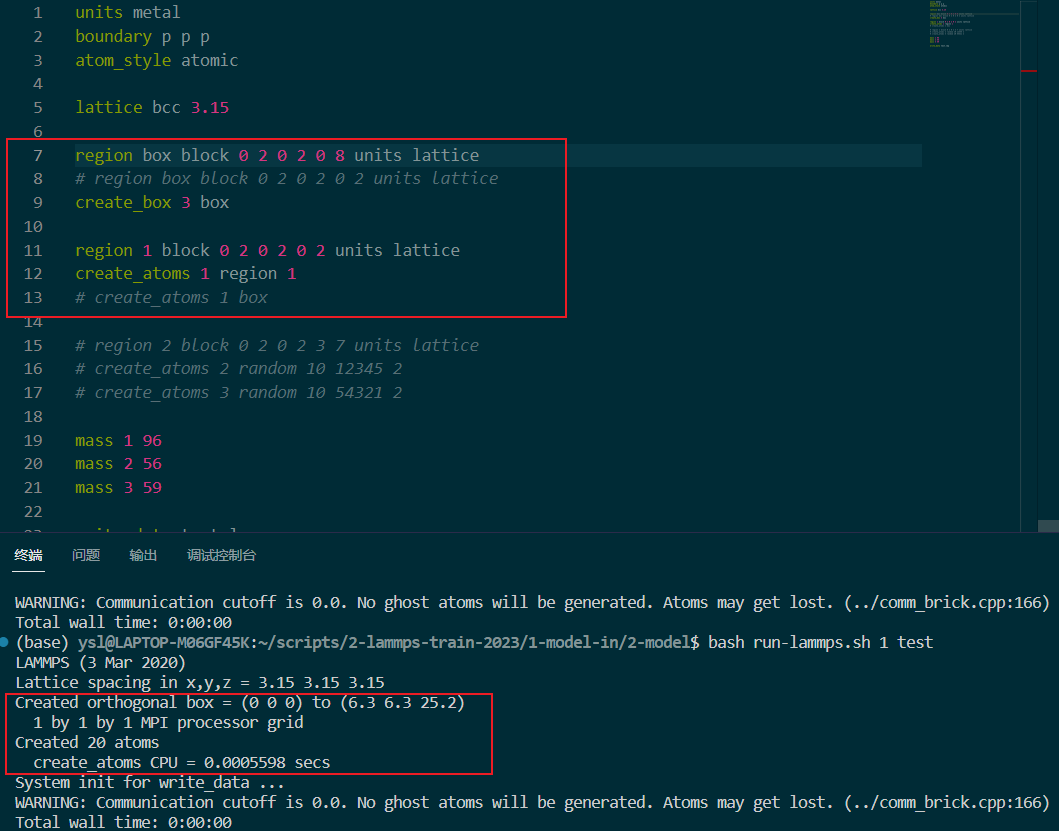 1 units metal
2 boundary p p p
3 atom_style atomic
4
5 lattice bcc 3.15
6
7 region box block 0 2 0 2 0 8 units lattice
8 # region box block 0 2 0 2 0 2 units lattice
9 create_box 3 box
10
11 region 1 block 0 2 0 2 0 2 units lattice
12 create_atoms 1 region 1
13 # create_atoms 1 box
14
15 # region 2 block 0 2 0 2 3 7 units lattice
16 # create_atoms 2 random 10 12345 2
17 # create_atoms 3 random 10 54321 2
18
19 mass 1 96
20 mass 2 56
21 mass 3 59
22
终端 问题 输出 调试控制台
WARNING: Communication cutoff is 0.0. No ghost atoms will be generated. Atoms may get lost. (../comm_brick.cpp:166)
Total wall time: 0:00:00
(base) ysl@LAPTOP-M06GF45K:~/scripts/2-lammps-train-2023/1-model-in/2-model$ bash run-lammps.sh 1 test
LAMMPS (3 Mar 2020)
Lattice spacing in x,y,z = 3.15 3.15 3.15
Created orthogonal box = (0 0 0) to (6.3 6.3 25.2)
1 by 1 by 1 MPI processor grid
Created 20 atoms
create_atoms CPU = 0.0005598 secs
System init for write_data ...
WARNING: Communication cutoff is 0.0. No ghost atoms will be generated. Atoms may get lost. (../comm_brick.cpp:166)
Total wall time: 0:00:00